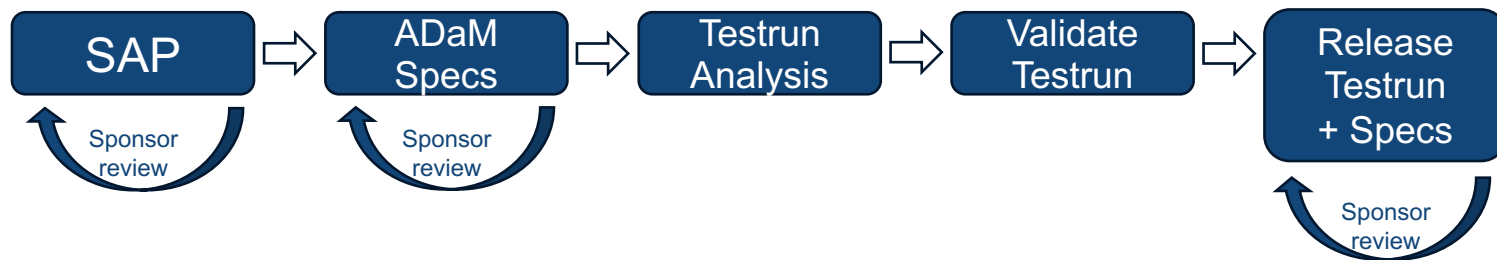 SAP
ADaM
Specs
Testrun
Analysis
Validate
Testrun
Release
Testrun
+ Specs
Sponsor
review
Sponsor
review
Sponsor
review